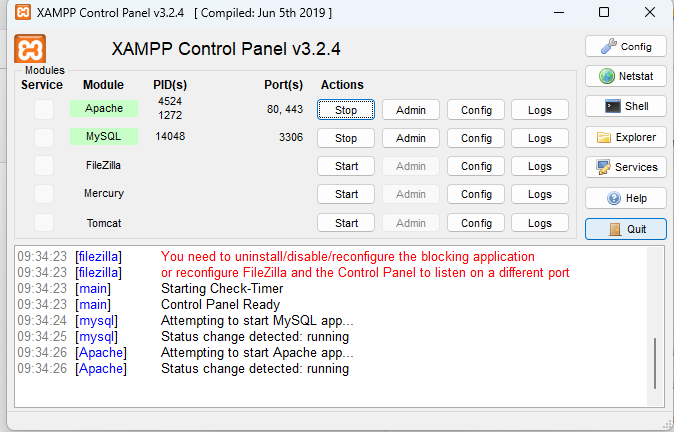 XAMPP Control Panel v3.2.4 [ Compiled: Jun 5th 2019 ]
XAMPP Control Panel v3.2.4
Config
Modules
Service Module PID(s) Port(s) Actions
Netstat
Apache 4524 1272 80, 443 Stop Admin Config Logs
Shell
MySQL 14048 3306 Stop Admin Config Logs
Explorer
FileZilla Start Admin Config Logs
Services
Mercury Start Admin Config Logs
Help
Tomcat Start Admin Config Logs
Quit
09:34:23 [filezilla] You need to uninstall/disable/reconfigure the blocking application
09:34:23 [filezilla] or reconfigure FileZilla and the Control Panel to listen on a different port
09:34:23 [main] Starting Check-Timer
09:34:23 [main] Control Panel Ready
09:34:24 [mysql] Attempting to start MySQL app...
09:34:25 [mysql] Status change detected: running
09:34:26 [Apache] Attempting to start Apache app...
09:34:26 [Apache] Status change detected: running